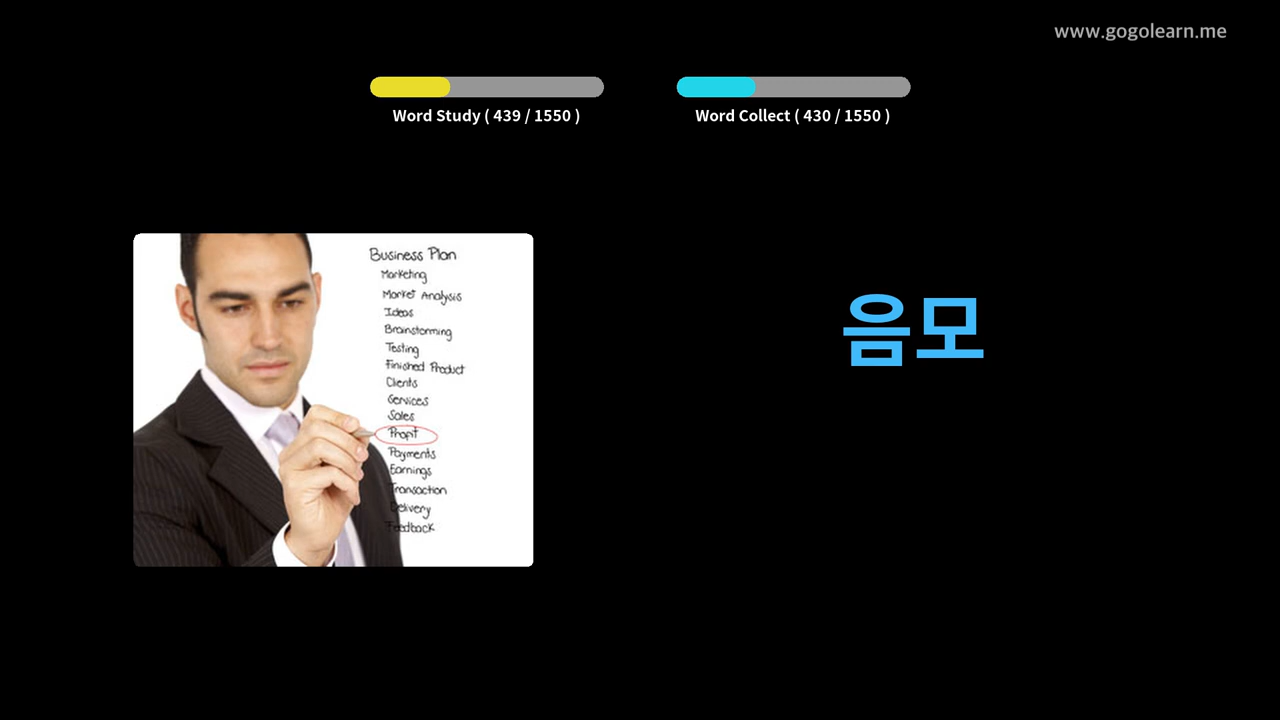 www.gogolearn.me
Word Study ( 439 / 1550 )
Word Collect ( 430 / 1550 )
Business Plan
Marketing
Market Analysis
Ideas
Brainstorming
Testing
Finished Product
Clients
Services
Sales
Profit
Payments
Earnings
Transaction
Delivery
Feedback
음모